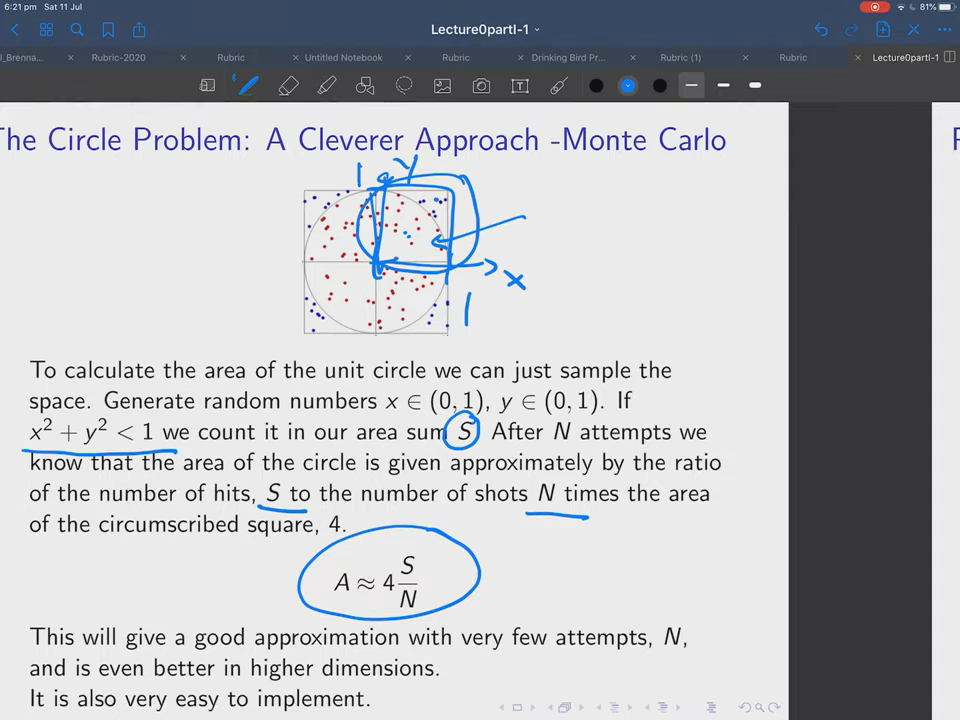 6:21 pm Sat 11 Jul
81%
Lecture0partI-1
l_Brenna...
Rubric-2020
Rubric
Untitled Notebook
Rubric
Drinking Bird Pr...
Rubric (1)
Rubric
Lecture0partI-1
The Circle Problem: A Cleverer Approach -Monte Carlo
1 y
x
1
To calculate the area of the unit circle we can just sample the
space. Generate random numbers x ∈ (0, 1), y ∈ (0, 1). If
x² + y² < 1 we count it in our area sum S. After N attempts we
know that the area of the circle is given approximately by the ratio
of the number of hits, S to the number of shots N times the area
of the circumscribed square, 4.
A ≈ 4 S/N
This will give a good approximation with very few attempts, N,
and is even better in higher dimensions.
It is also very easy to implement.